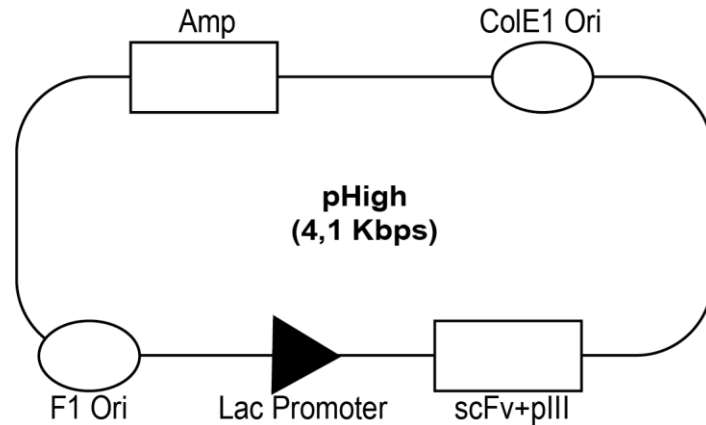 Amp
ColE1 Ori
pHigh
(4,1 Kbps)
F1 Ori
Lac Promoter
scFv+pIII